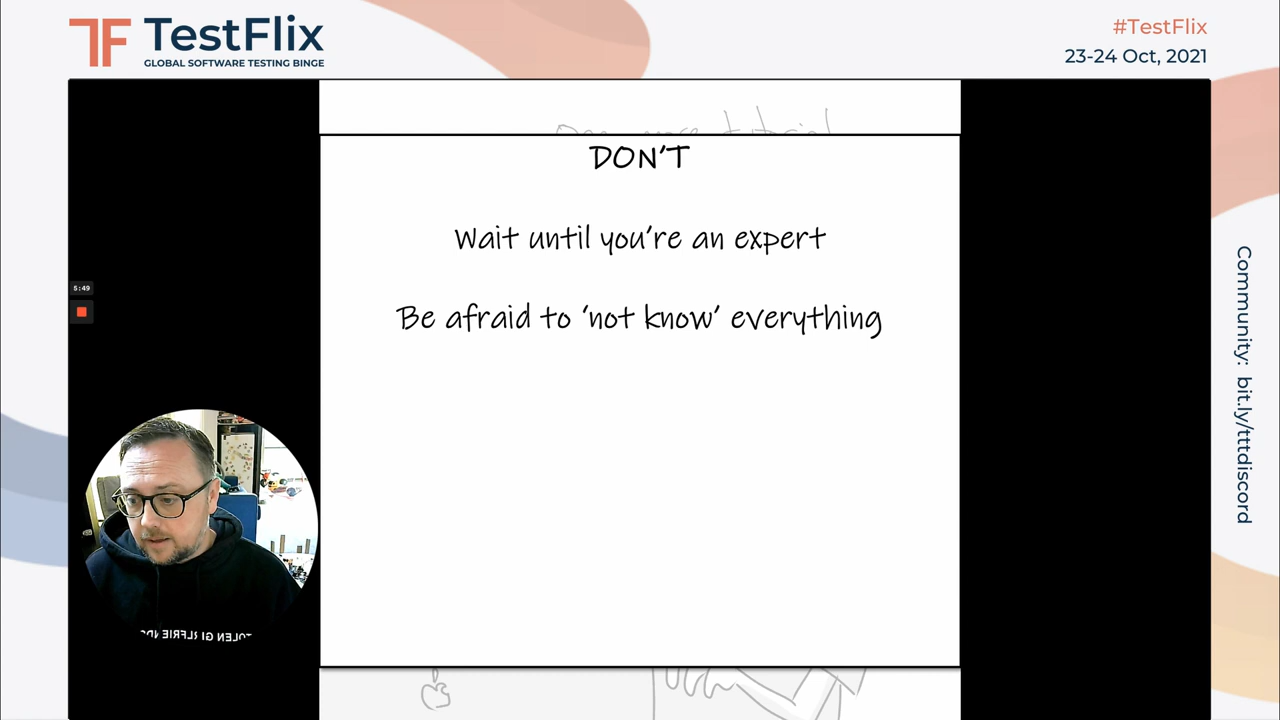 TF TestFlix
GLOBAL SOFTWARE TESTING BINGE
#TestFlix
23-24 Oct, 2021
DON'T
Wait until you're an expert
Be afraid to 'not know' everything
5:49
Community: bit.ly/tttdiscord